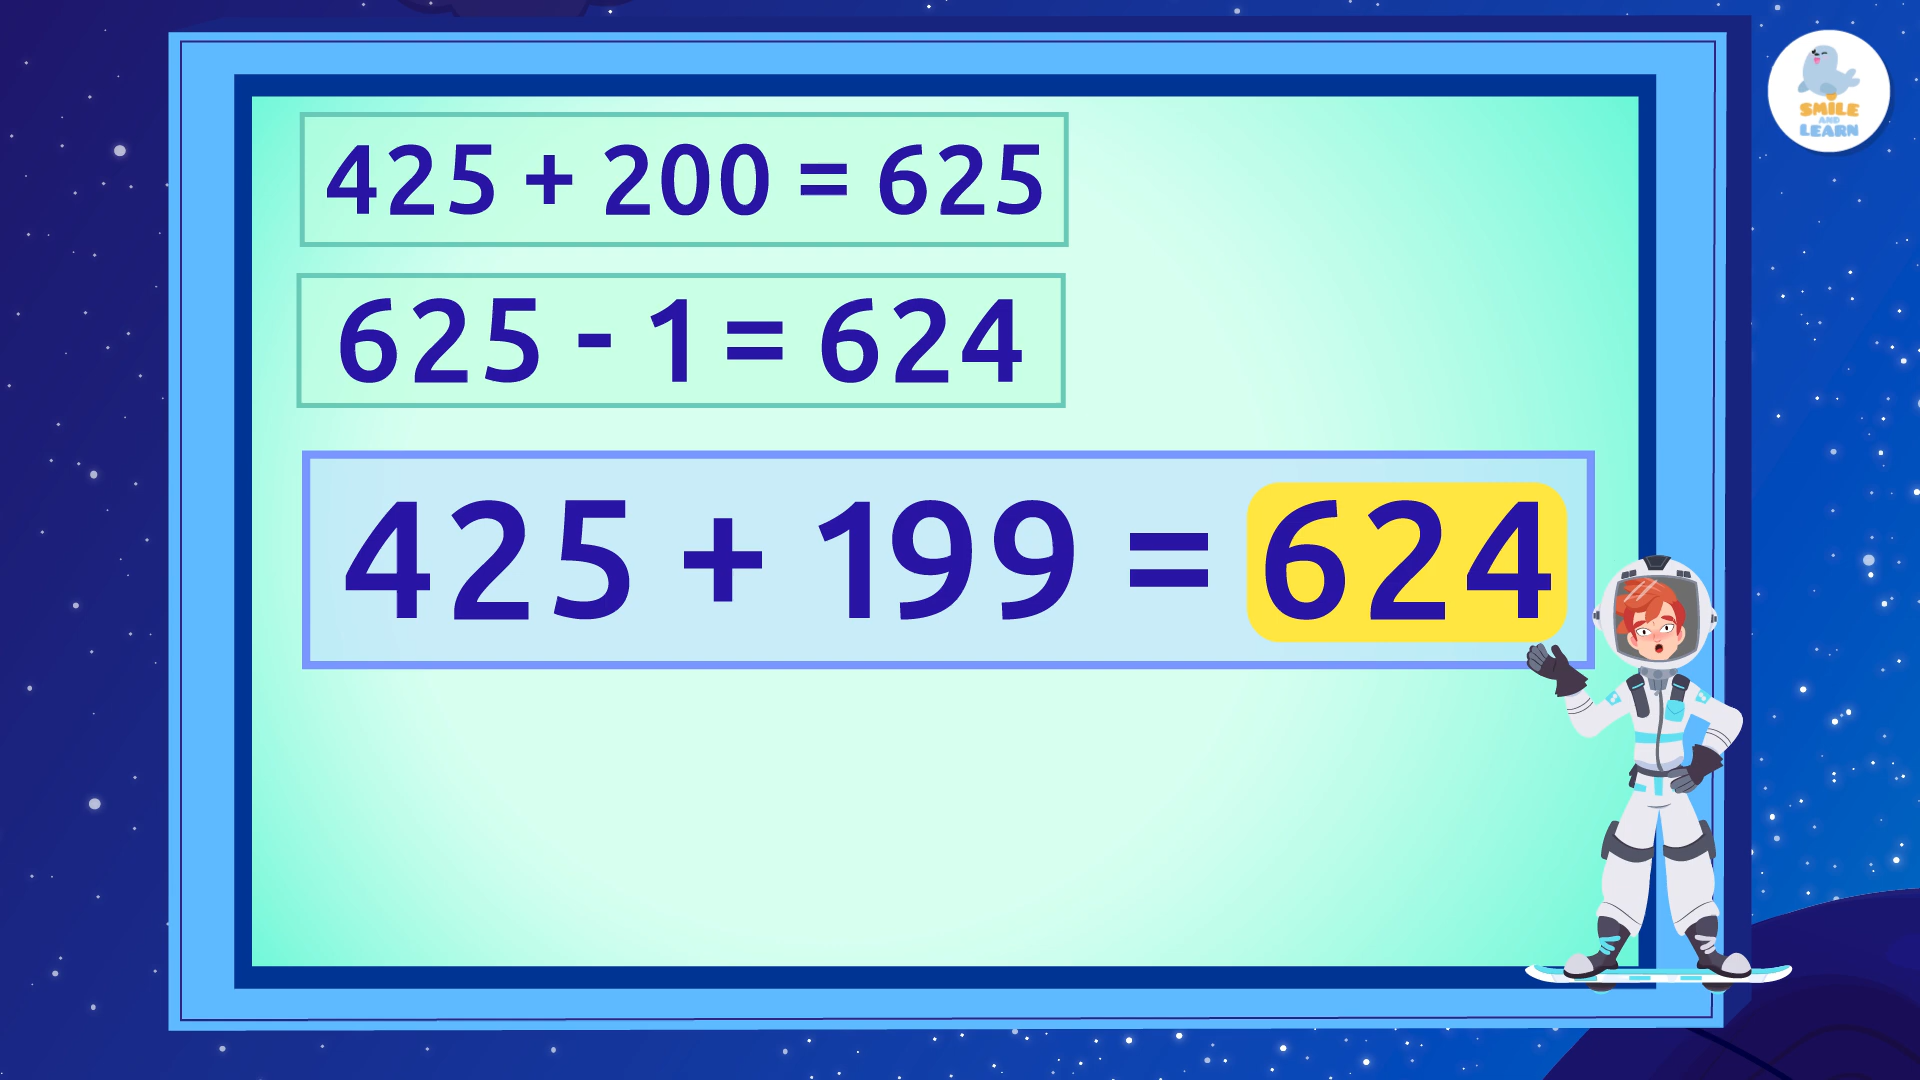 425 + 200 = 625
625 - 1 = 624
425 + 199 = 624
SMILE
AND
LEARN